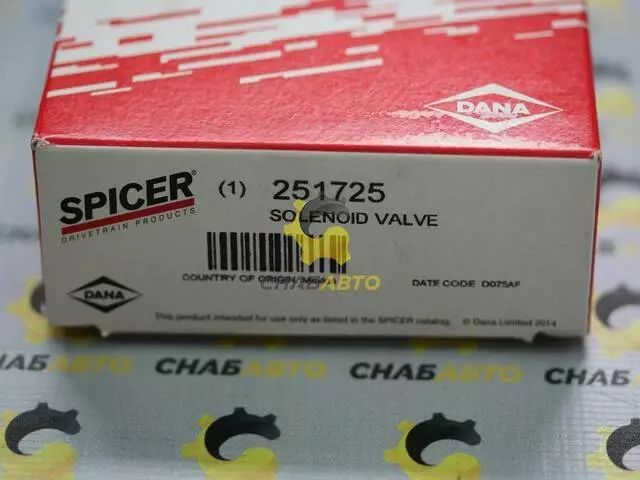 DANA
SPICER®
DRIVETRAIN PRODUCTS
(1) 251725
SOLENOID VALVE
COUNTRY OF ORIGIN: Mexico
DATE CODE D075AF
DANA
This product intended for use only as listed in the SPICER catalog. © Dana Limited 2014
СНАБАВТО
СНАБАВТО
СНАБАВТО
СНАБАВТО